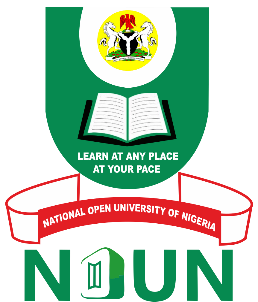 LEARN AT ANY PLACE
AT YOUR PACE
NATIONAL OPEN UNIVERSITY OF NIGERIA
NOUN